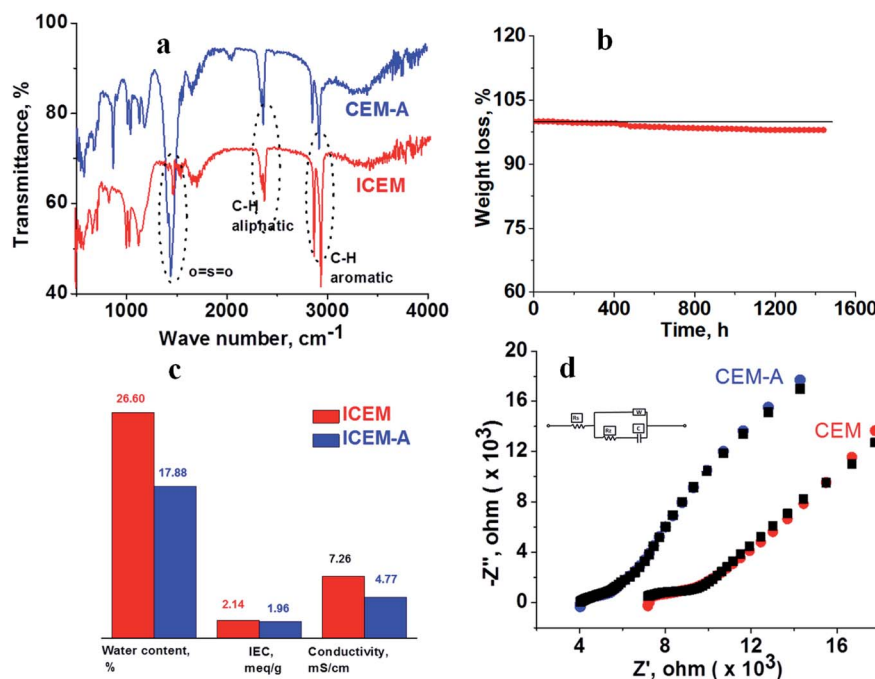 a
Transmittance, %
100
80
60
40
CEM-A
ICEM
C-H
aliphatic
C-H
aromatic
o=s=o
1000 2000 3000 4000
Wave number, cm-1
b
Weight loss, %
120
105
90
75
60
0 400 800 1200 1600
Time, h
c
26.60
17.88
ICEM
ICEM-A
2.14
1.96
7.26
4.77
Water content, %
IEC, meq/g
Conductivity, mS/cm
d
-Z'', ohm ( x 10³)
20
16
12
8
4
0
CEM-A
CEM
Rs
Rc
W
C
4 8 12 16
Z', ohm ( x 10³)